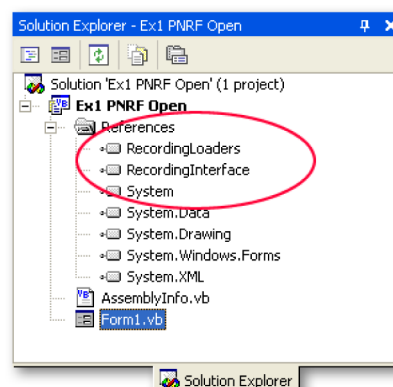 Solution Explorer - Ex1 PNRF Open
Solution 'Ex1 PNRF Open' (1 project)
Ex1 PNRF Open
References
RecordingLoaders
RecordingInterface
System
System.Data
System.Drawing
System.Windows.Forms
System.XML
AssemblyInfo.vb
Form1.vb
Solution Explorer